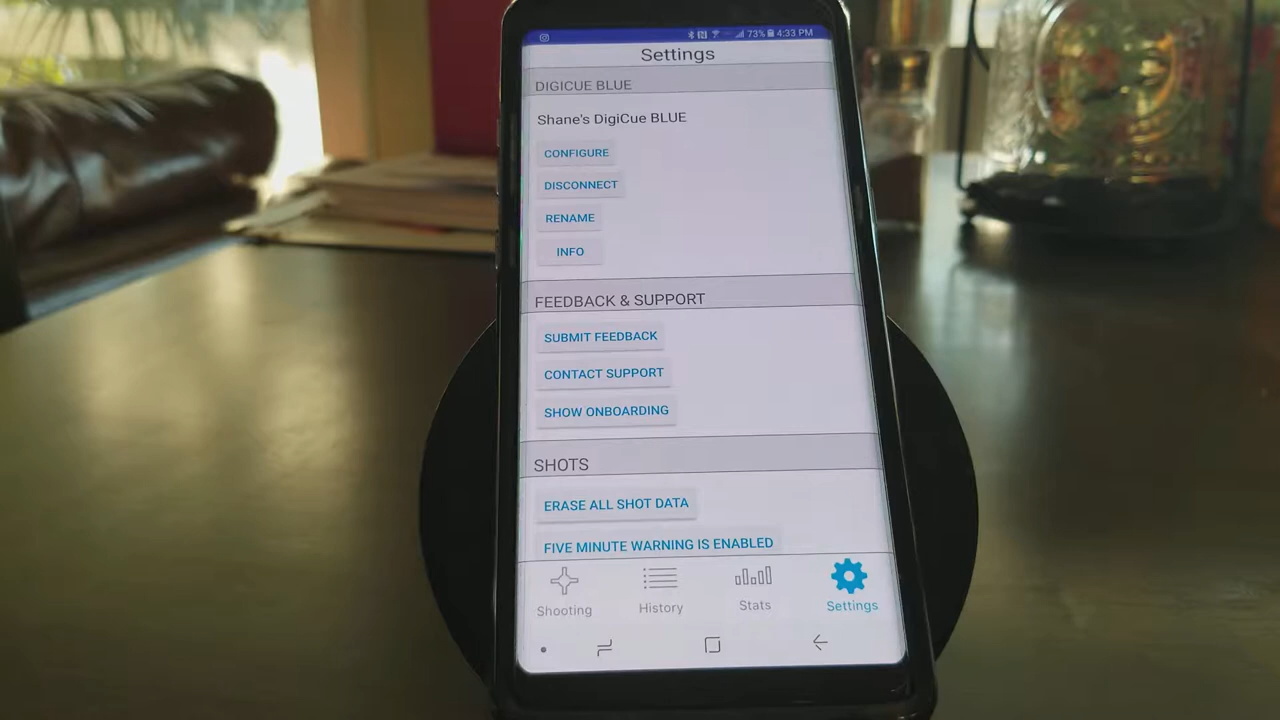 73% 4:33 PM
Settings
DIGICUE BLUE
Shane's DigiCue BLUE
CONFIGURE
DISCONNECT
RENAME
INFO
FEEDBACK & SUPPORT
SUBMIT FEEDBACK
CONTACT SUPPORT
SHOW ONBOARDING
SHOTS
ERASE ALL SHOT DATA
FIVE MINUTE WARNING IS ENABLED
Shooting History Stats Settings